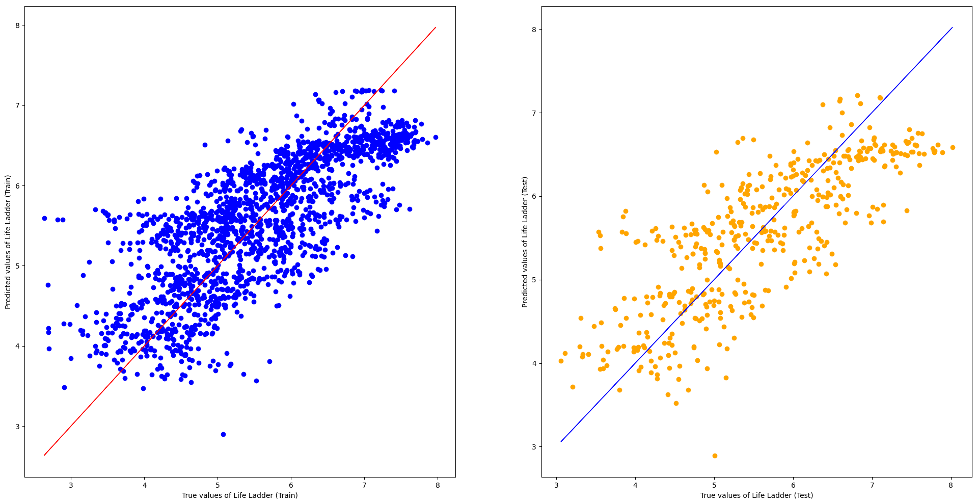 8
7
6
5
4
3
Predicted values of Life Ladder (Train)
3 4 5 6 7 8
True values of Life Ladder (Train)
8
7
6
5
4
3
Predicted values of Life Ladder (Test)
3 4 5 6 7 8
True values of Life Ladder (Test)